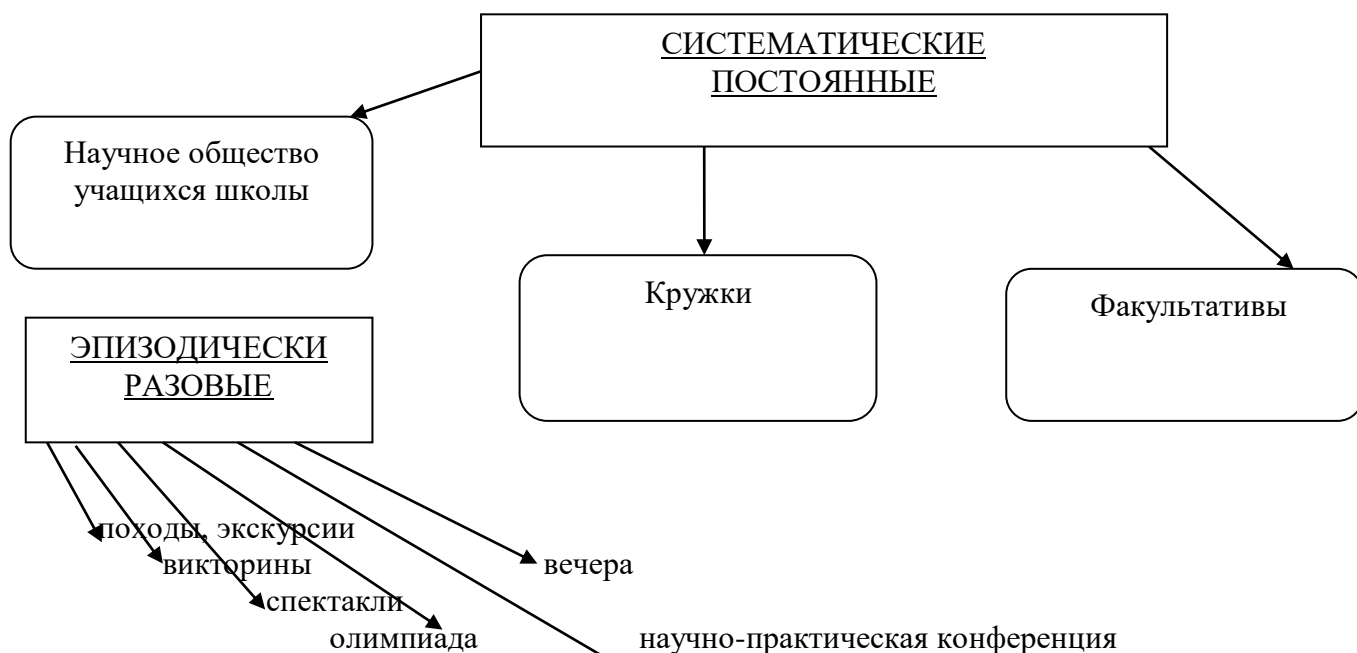 СИСТЕМАТИЧЕСКИЕ
ПОСТОЯННЫЕ
Научное общество
учащихся школы
Кружки
Факультативы
ЭПИЗОДИЧЕСКИ
РАЗОВЫЕ
походы, экскурсии
викторины
вечера
спектакли
олимпиада
научно-практическая конференция